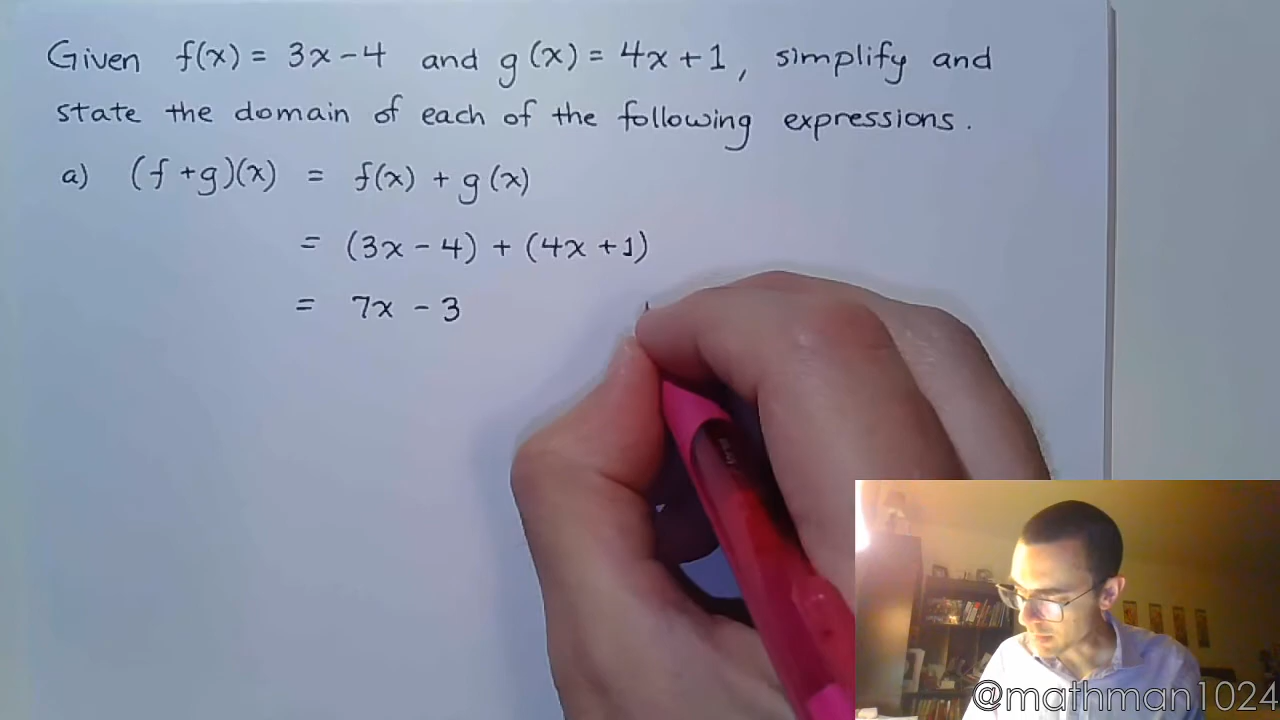 Given f(x) = 3x - 4 and g(x) = 4x + 1, simplify and
state the domain of each of the following expressions.
a) (f + g)(x) = f(x) + g(x)
= (3x - 4) + (4x + 1)
= 7x - 3
@mathman1024